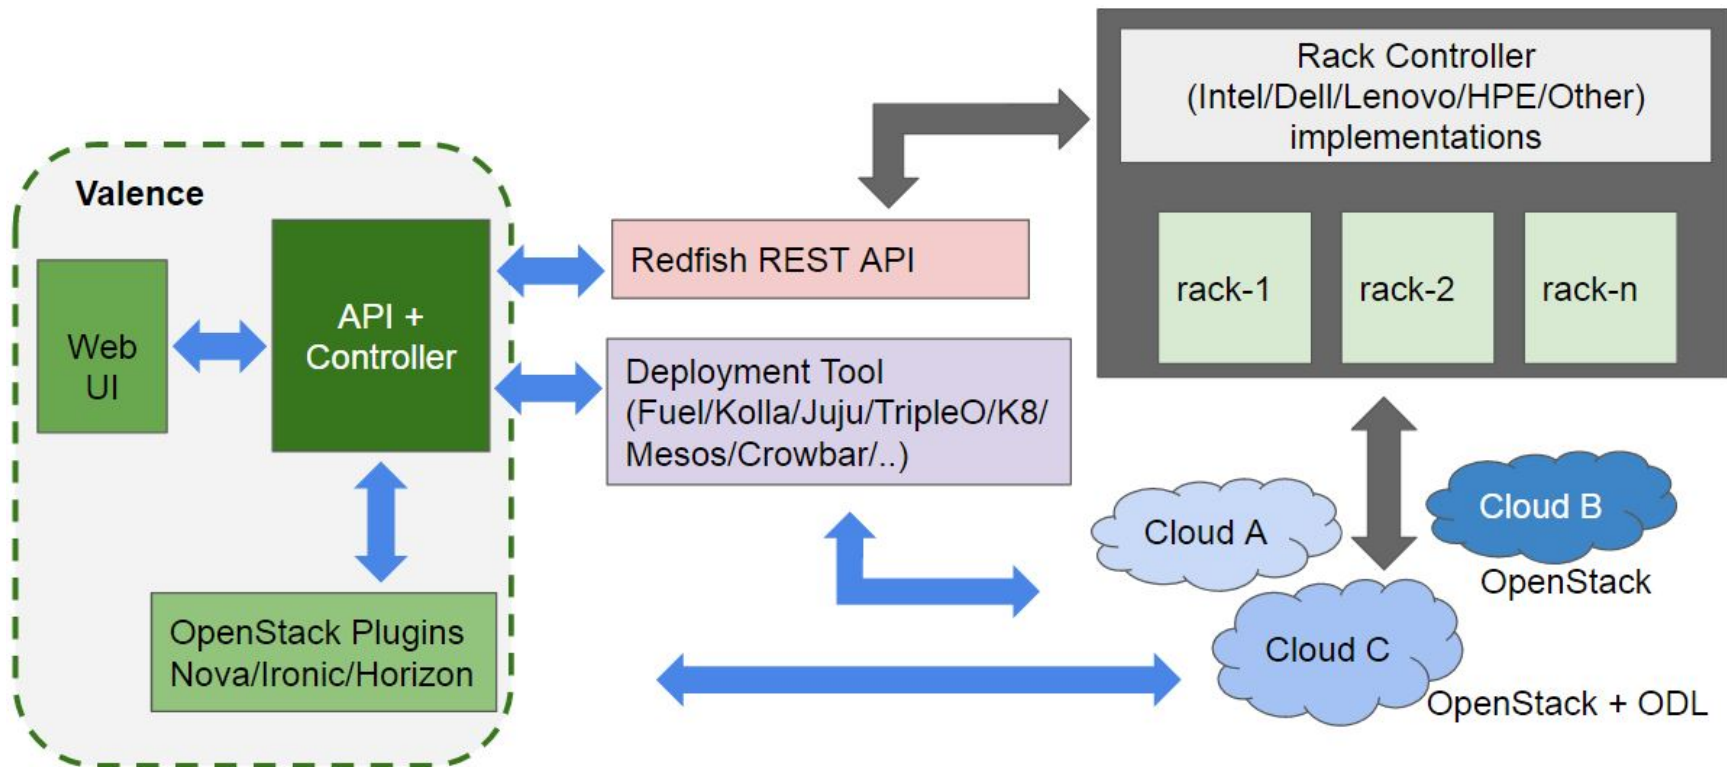 Valence
Web
UI
API +
Controller
OpenStack Plugins
Nova/Ironic/Horizon
Redfish REST API
Deployment Tool
(Fuel/Kolla/Juju/TripleO/K8/
Mesos/Crowbar/..)
Rack Controller
(Intel/Dell/Lenovo/HPE/Other)
implementations
rack-1
rack-2
rack-n
Cloud A
Cloud B
OpenStack
Cloud C
OpenStack + ODL